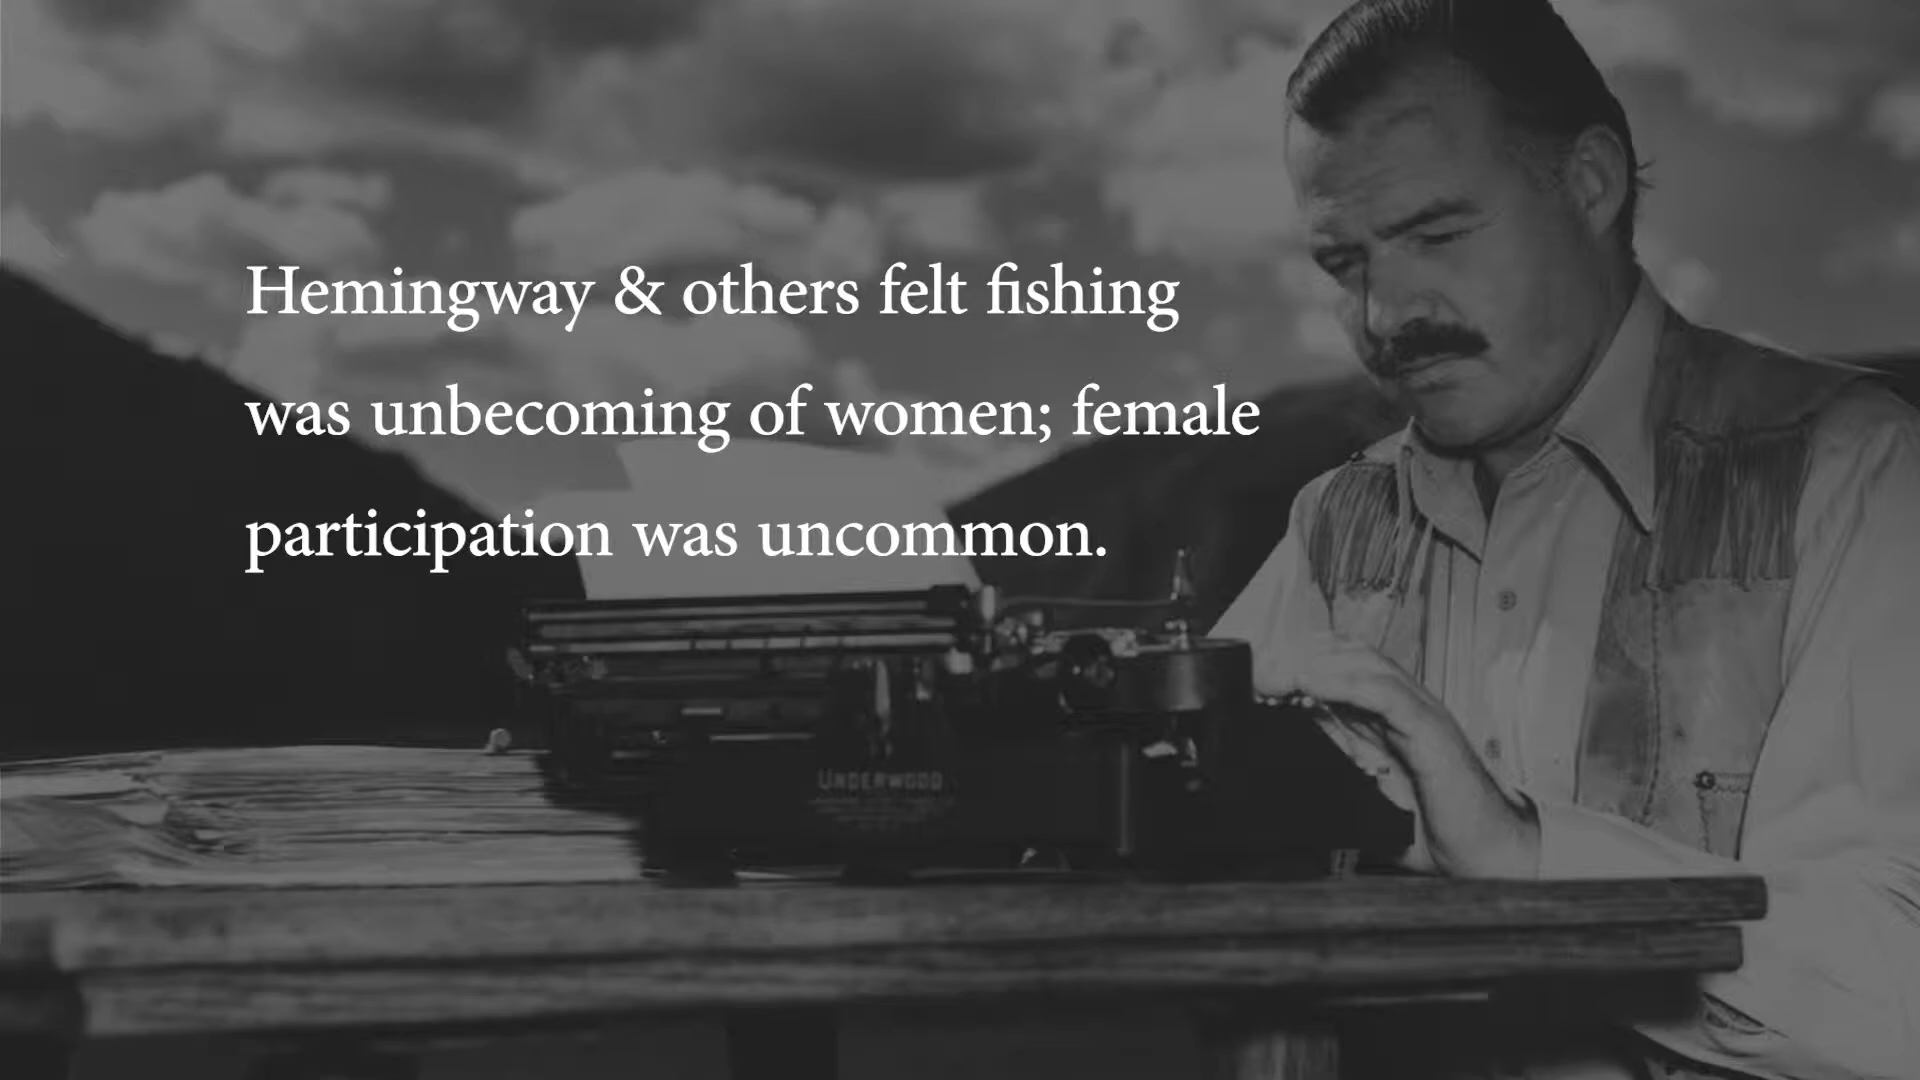 Hemingway & others felt fishing
was unbecoming of women; female
participation was uncommon.
UNDERWOOD